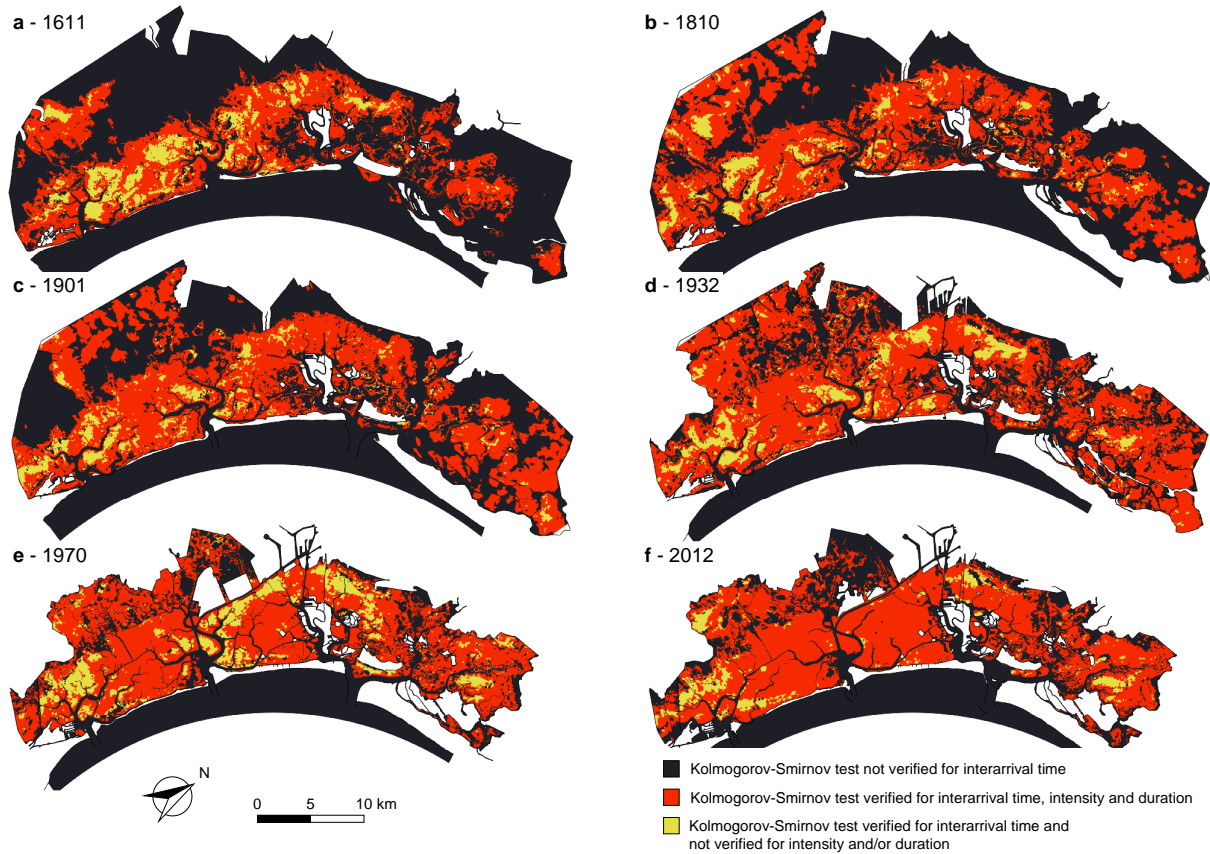 a - 1611
b - 1810
c - 1901
d - 1932
e - 1970
f - 2012
N
0 5 10 km
Kolmogorov-Smirnov test not verified for interarrival time
Kolmogorov-Smirnov test verified for interarrival time, intensity and duration
Kolmogorov-Smirnov test verified for interarrival time and
not verified for intensity and/or duration